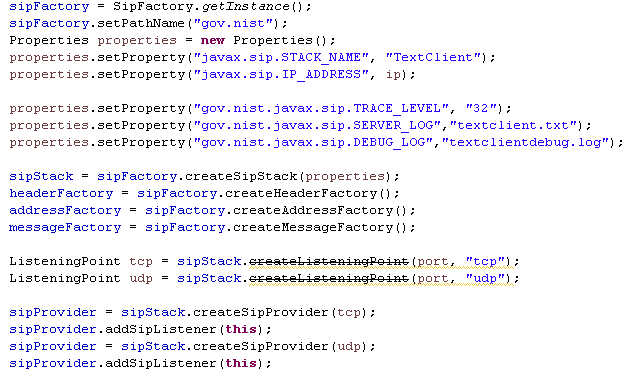 sipFactory = SipFactory.getInstance();
sipFactory.setPathName("gov.nist");
Properties properties = new Properties();
properties.setProperty("javax.sip.STACK_NAME", "TextClient");
properties.setProperty("javax.sip.IP_ADDRESS", ip);
properties.setProperty("gov.nist.javax.sip.TRACE_LEVEL", "32");
properties.setProperty("gov.nist.javax.sip.SERVER_LOG","textclient.txt");
properties.setProperty("gov.nist.javax.sip.DEBUG_LOG","textclientdebug.log");
sipStack = sipFactory.createSipStack(properties);
headerFactory = sipFactory.createHeaderFactory();
addressFactory = sipFactory.createAddressFactory();
messageFactory = sipFactory.createMessageFactory();
ListeningPoint tcp = sipStack.createListeningPoint(port, "tcp");
ListeningPoint udp = sipStack.createListeningPoint(port, "udp");
sipProvider = sipStack.createSipProvider(tcp);
sipProvider.addSipListener(this);
sipProvider = sipStack.createSipProvider(udp);
sipProvider.addSipListener(this);